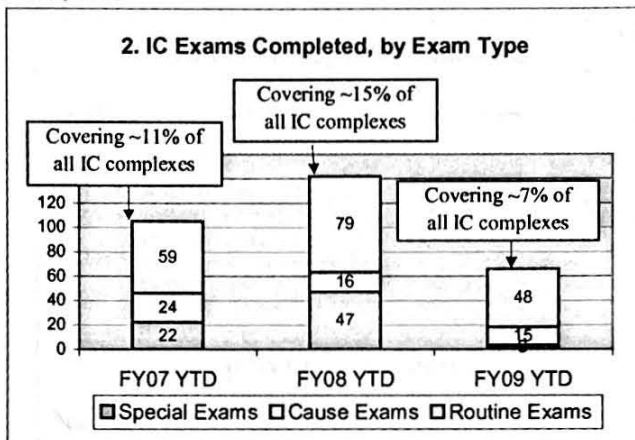 2. IC Exams Completed, by Exam Type
Covering ~11% of
all IC complexes
Covering ~15% of
all IC complexes
Covering ~7% of
all IC complexes
120
100
80
60
40
20
0
59
24
22
79
16
47
48
15
FY07 YTD
FY08 YTD
FY09 YTD
Special Exams
Cause Exams
Routine Exams